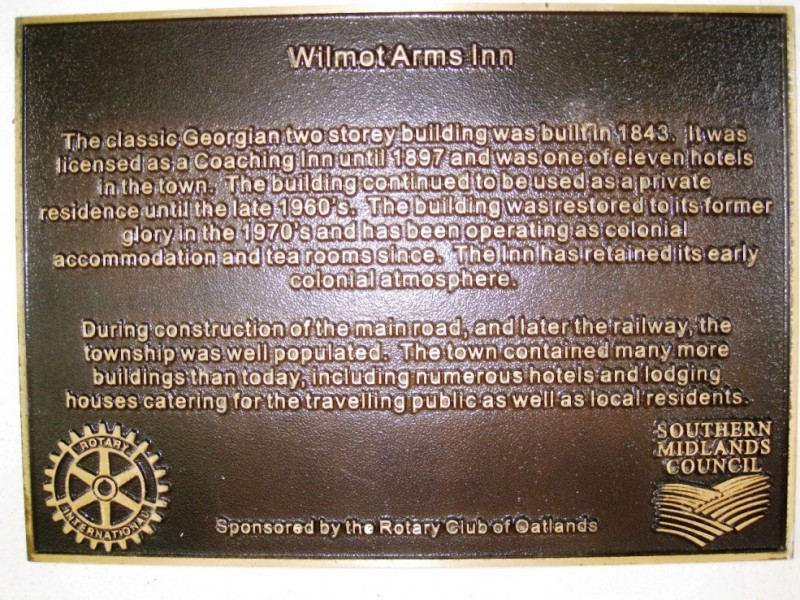 Wilmot Arms Inn
The classic Georgian two storey building was built in 1843. It was
licensed as a Coaching Inn until 1897 and was one of eleven hotels
in the town. The building continued to be used as a private
residence until the late 1960's. The building was restored to its former
glory in the 1970's and has been operating as colonial
accommodation and tea rooms since. The Inn has retained its early
colonial atmosphere.
During construction of the main road, and later the railway, the
township was well populated. The town contained many more
buildings than today, including numerous hotels and lodging
houses catering for the travelling public as well as local residents.
ROTARY
INTERNATIONAL
SOUTHERN
MIDLANDS
COUNCIL
Sponsored by the Rotary Club of Oatlands